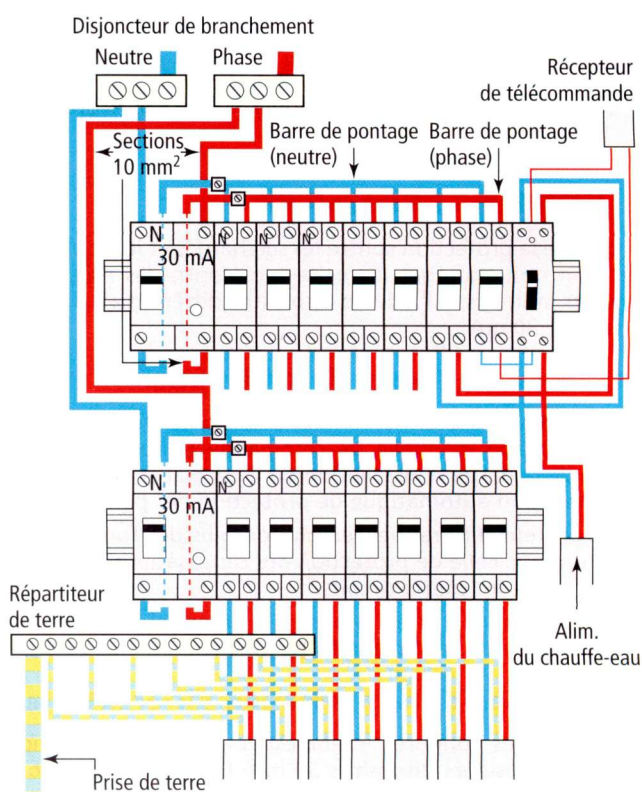 Disjoncteur de branchement
Neutre Phase
Récepteur
de télécommande
Sections
10 mm²
Barre de pontage
(neutre)
Barre de pontage
(phase)
N N N N
30 mA
N N
30 mA
Répartiteur
de terre
Alim.
du chauffe-eau
Prise de terre